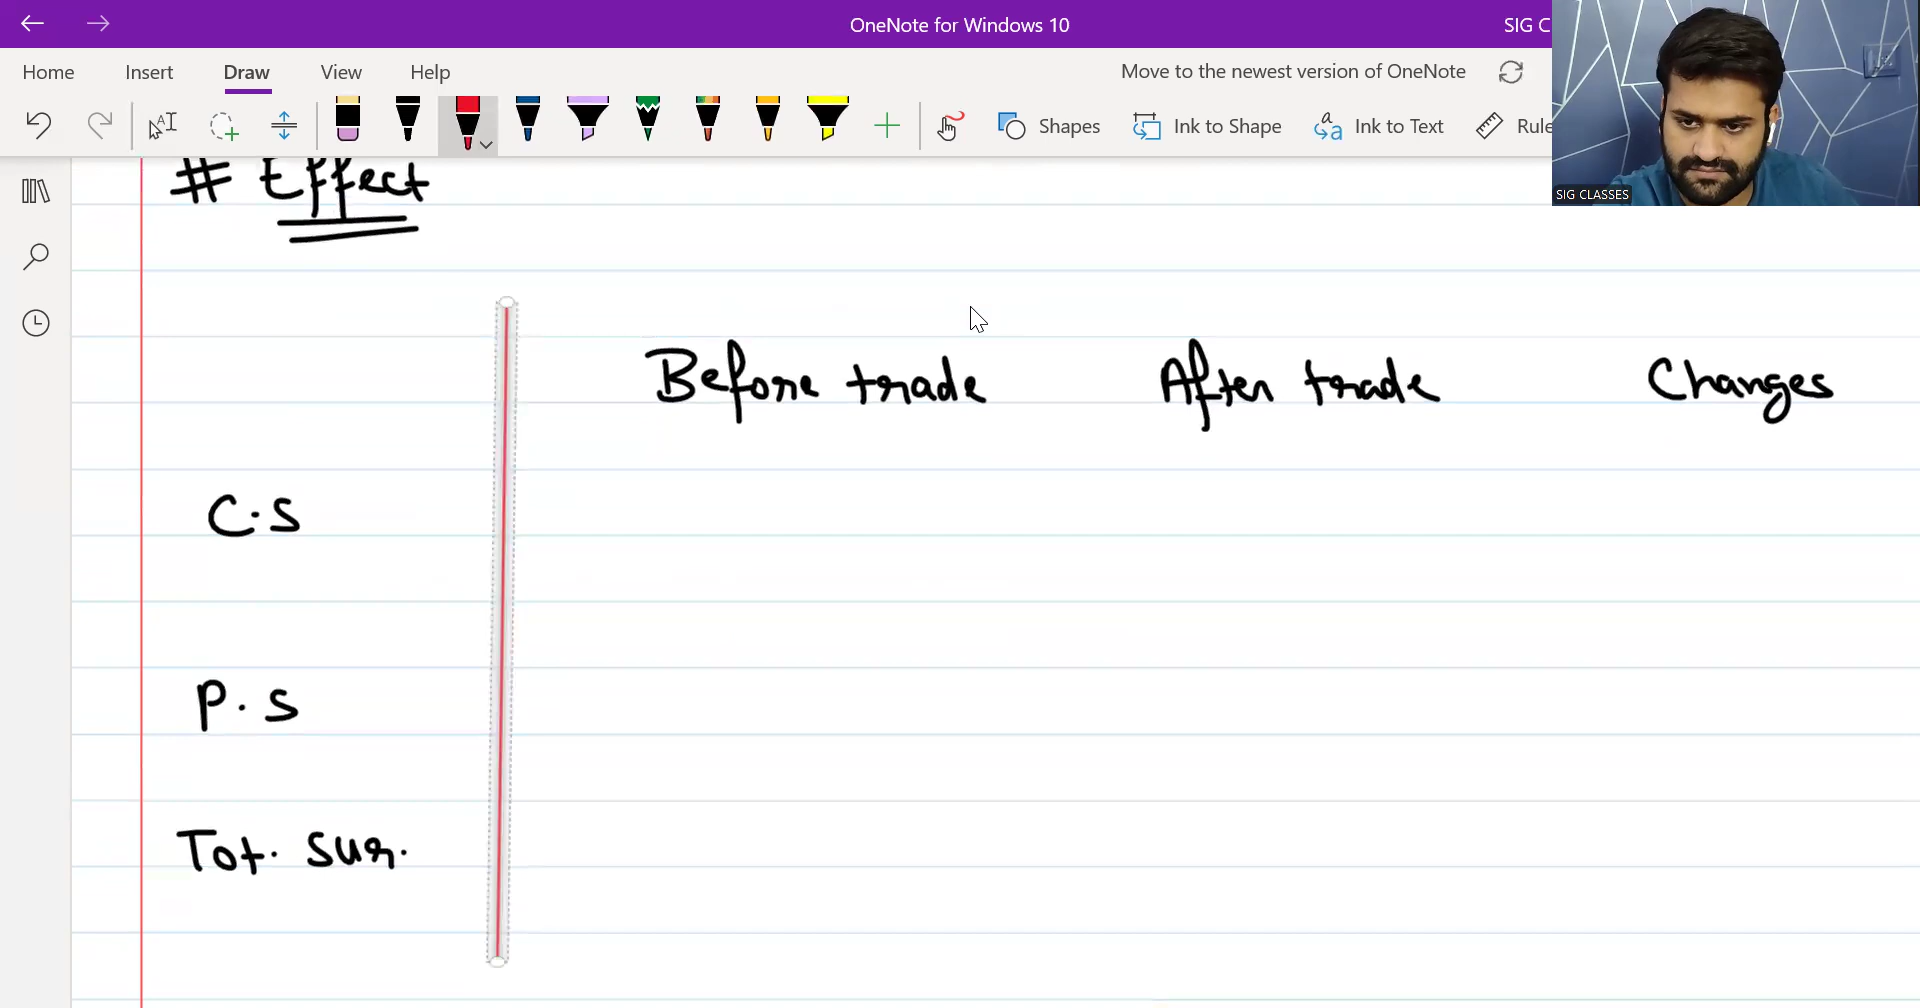 OneNote for Windows 10
SIG C
Home Insert Draw View Help
Move to the newest version of OneNote
Shapes Ink to Shape Ink to Text Rule
SIG CLASSES
# Effect
Before trade After trade Changes
C.S
P.S
Tot. sur.